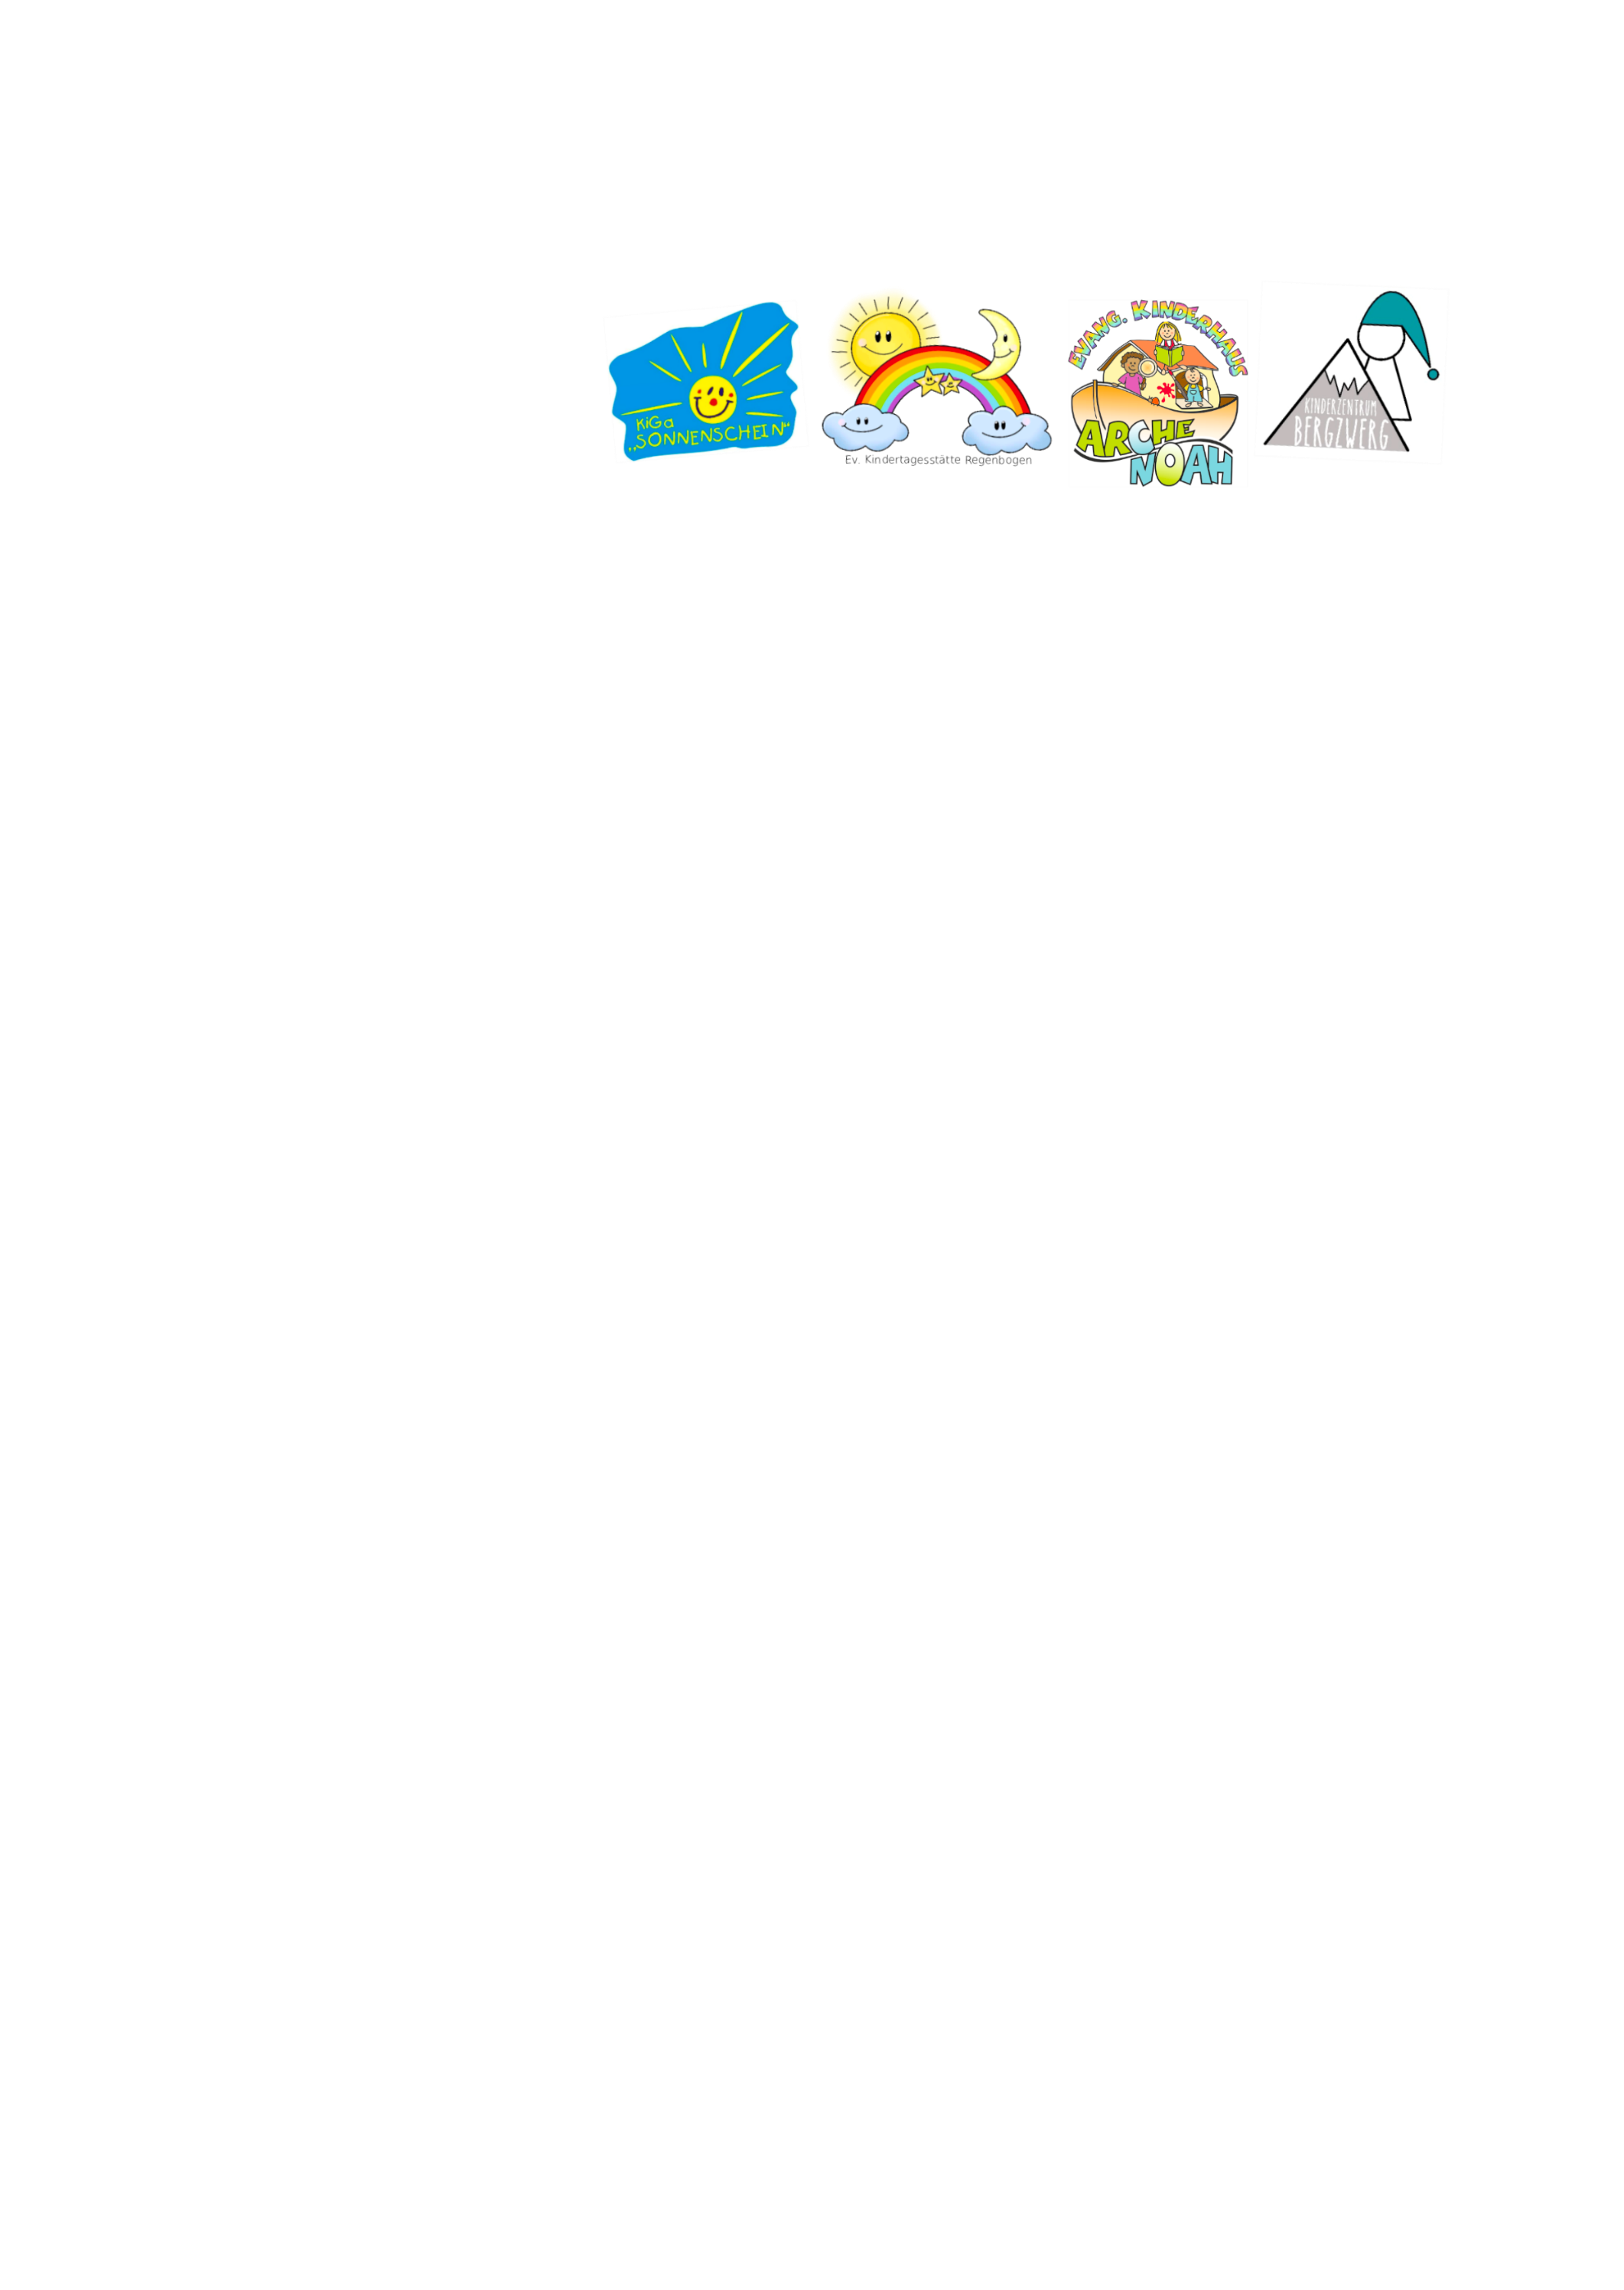 KiGa
„SONNENSCHEIN“
Ev. Kindertagesstätte Regenbogen
EVANG. KINDERHAUS
ARCHE
NOAH
KINDERZENTRUM
BERGZWERG